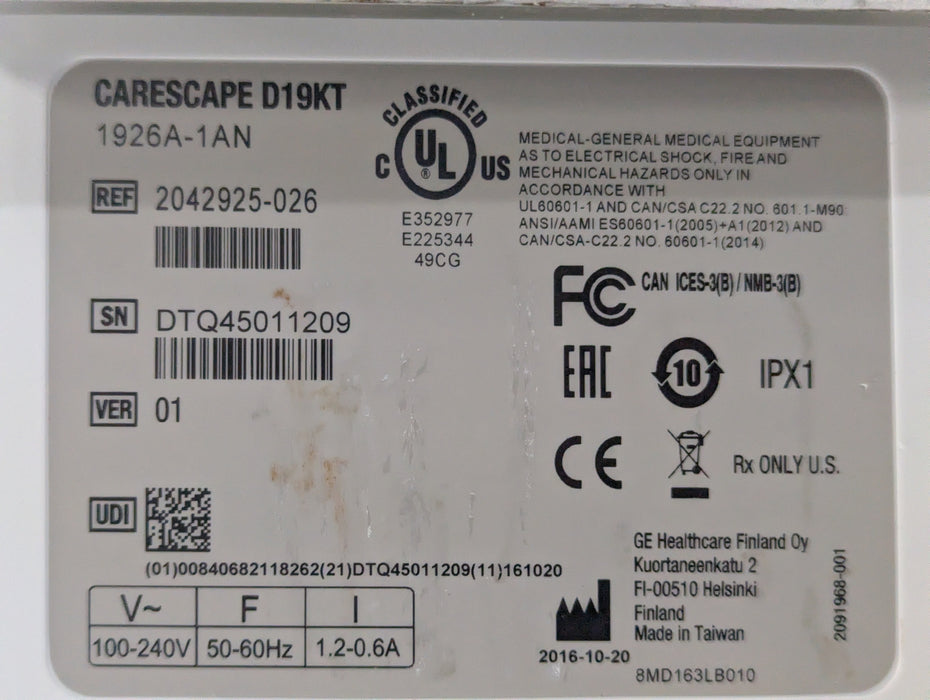 CARESCAPE D19KT
1926A-1AN
REF 2042925-026
SN DTQ45011209
VER 01
UDI
(01)00840682118262(21)DTQ45011209(11)161020
V~ F I
100-240V 50-60Hz 1.2-0.6A
CLASSIFIED
C UL US
®
E352977
E225344
49CG
MEDICAL-GENERAL MEDICAL EQUIPMENT
AS TO ELECTRICAL SHOCK, FIRE AND
MECHANICAL HAZARDS ONLY IN
ACCORDANCE WITH
UL60601-1 AND CAN/CSA C22.2 NO. 601.1-M90
ANSI/AAMI ES60601-1(2005)+A1(2012) AND
CAN/CSA-C22.2 NO. 60601-1(2014)
FC CAN ICES-3(B) / NMB-3(B)
EAC 10 IPX1
CE Rx ONLY U.S.
GE Healthcare Finland Oy
Kuortaneenkatu 2
FI-00510 Helsinki
Finland
Made in Taiwan
2016-10-20
8MD163LB010
2091968-001